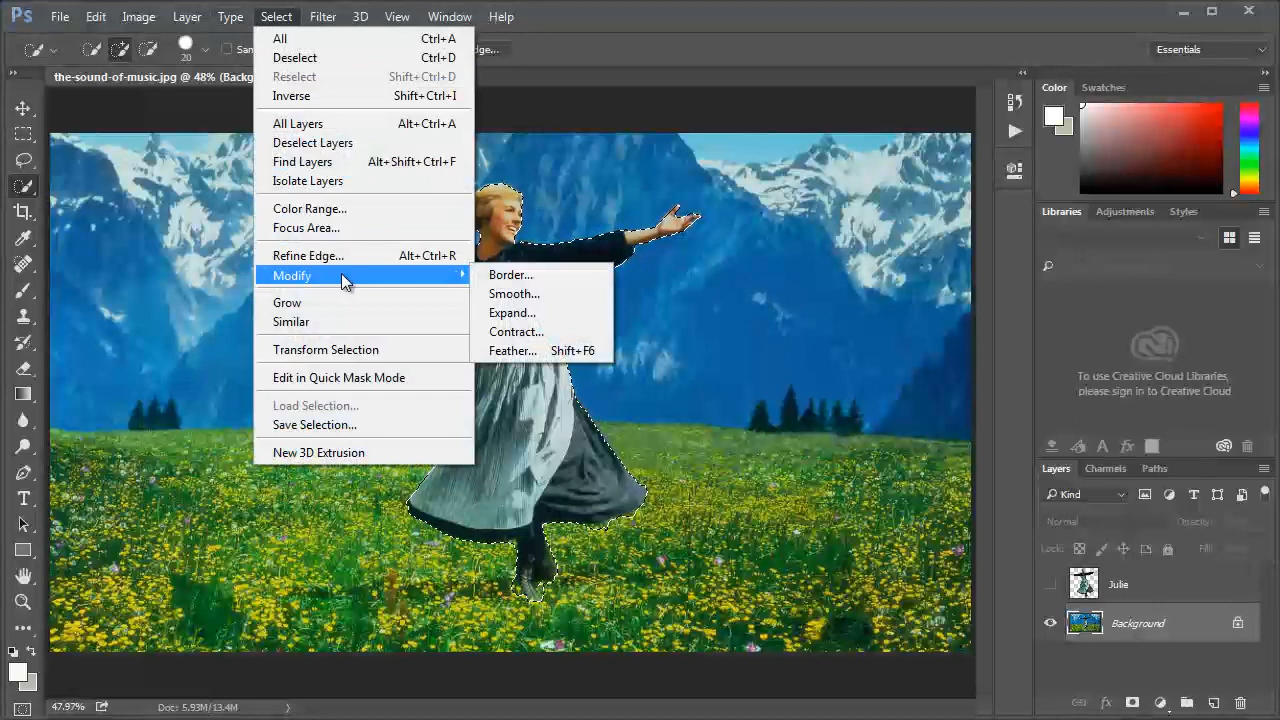 Ps File Edit Image Layer Type Select Filter 3D View Window Help
20 Essentials
the-sound-of-music.jpg @ 48%
All Ctrl+A
Deselect Ctrl+D
Reselect Shift+Ctrl+D
Inverse Shift+Ctrl+I
All Layers Alt+Ctrl+A
Deselect Layers
Find Layers Alt+Shift+Ctrl+F
Isolate Layers
Color Range...
Focus Area...
Refine Edge... Alt+Ctrl+R
Modify
Grow
Similar
Transform Selection
Edit in Quick Mask Mode
Load Selection...
Save Selection...
New 3D Extrusion
Border...
Smooth...
Expand...
Contract...
Feather... Shift+F6
Color Swatches
Libraries Adjustments Styles
To use Creative Cloud Libraries,
please sign in to Creative Cloud
Layers Channels Paths
Kind
Normal Opacity:
Lock: Fill:
Julie
Background
47.97% Doc: 5.93M/13.4M